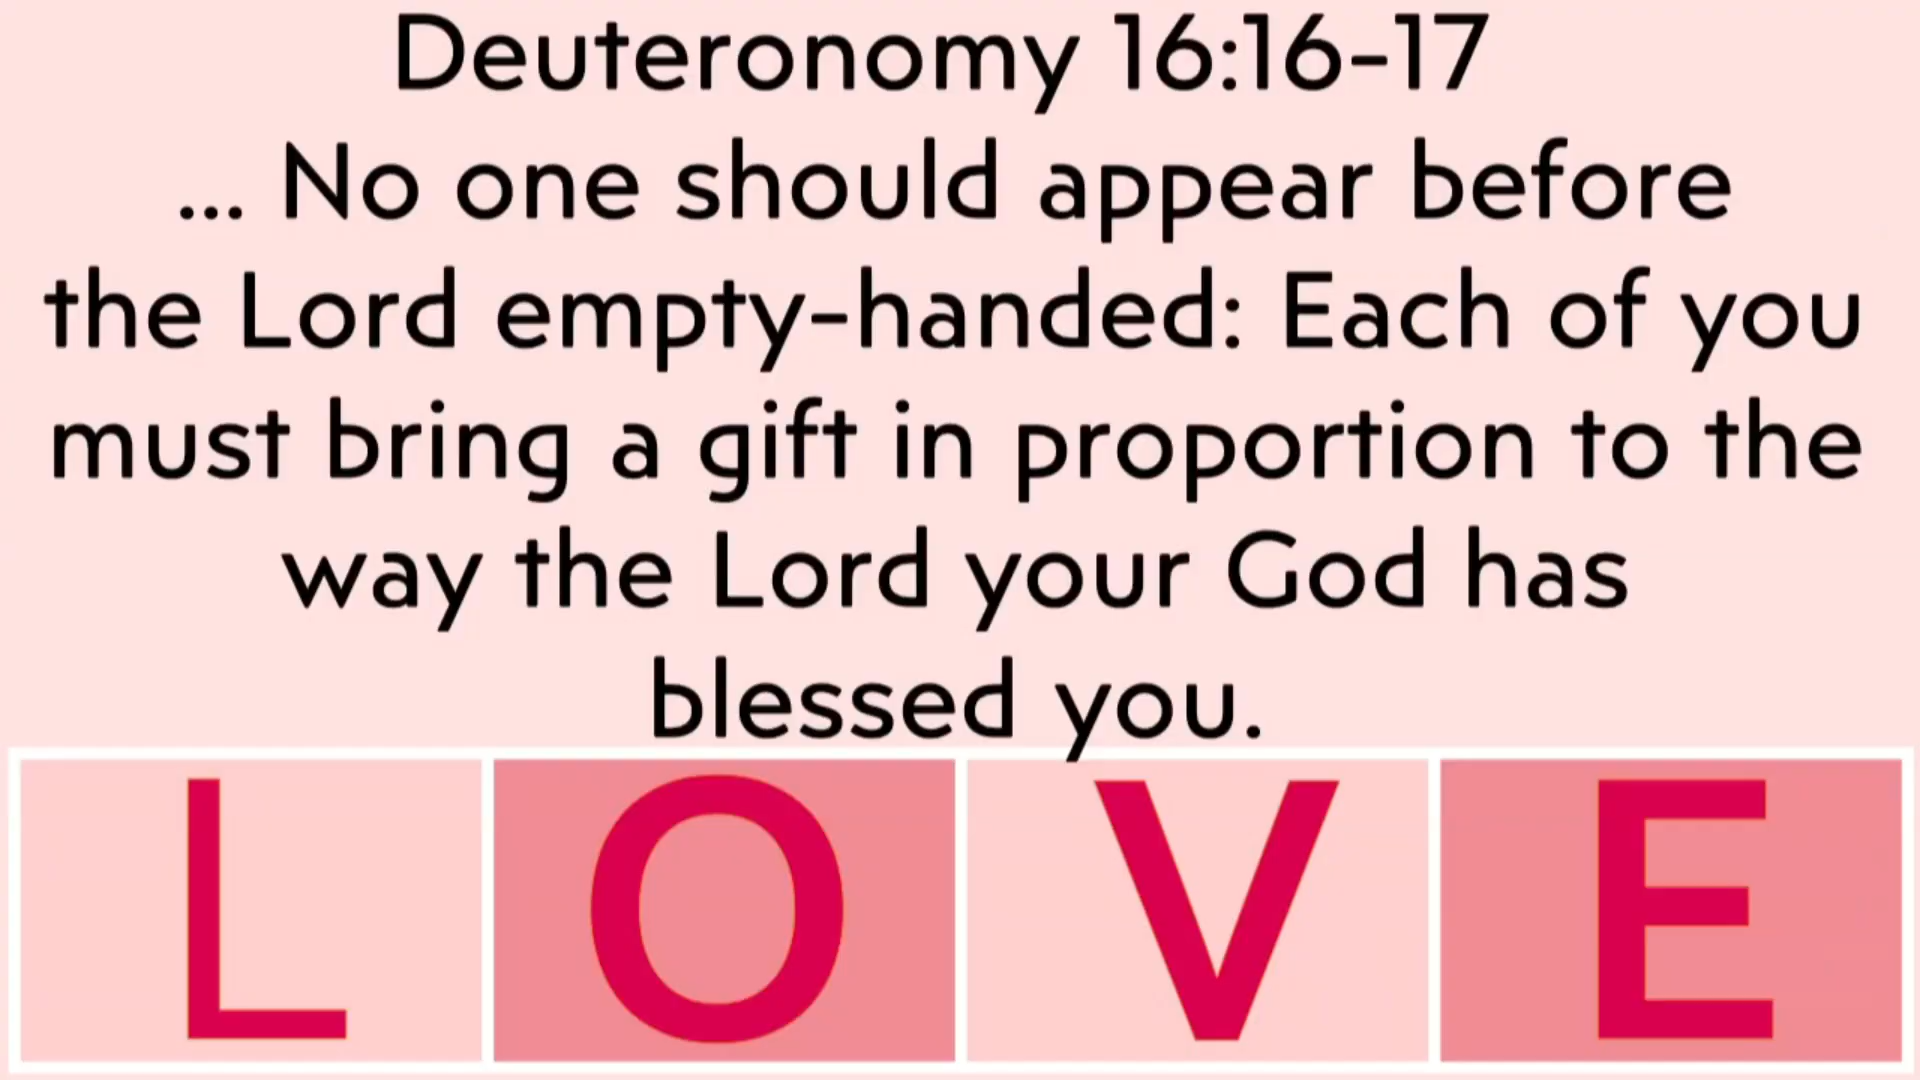 Deuteronomy 16:16-17
... No one should appear before
the Lord empty-handed: Each of you
must bring a gift in proportion to the
way the Lord your God has
blessed you.
LOVE